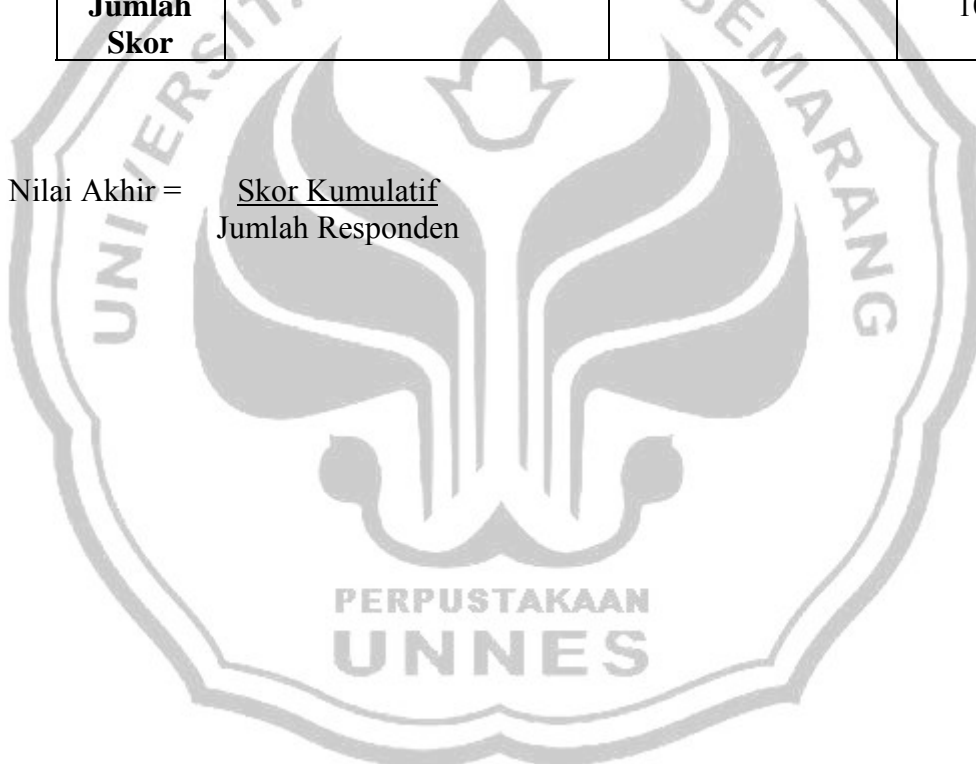 Jumlah
Skor
Nilai Akhir = Skor Kumulatif
Jumlah Responden
PERPUSTAKAAN
UNNES